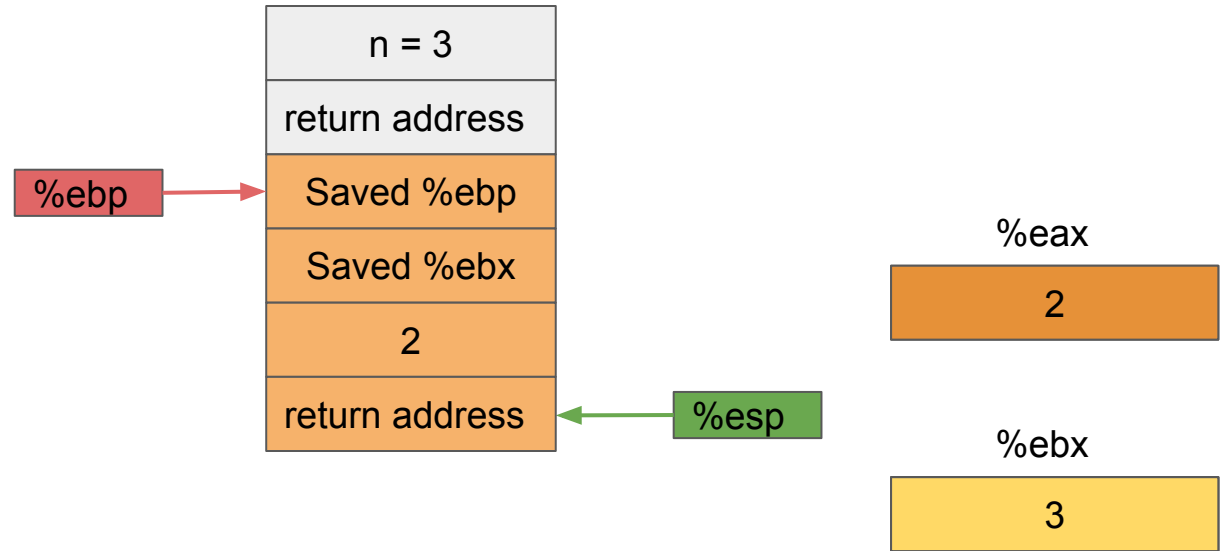 n = 3
return address
%ebp
Saved %ebp
Saved %ebx
%eax
2
2
return address
%esp
%ebx
3